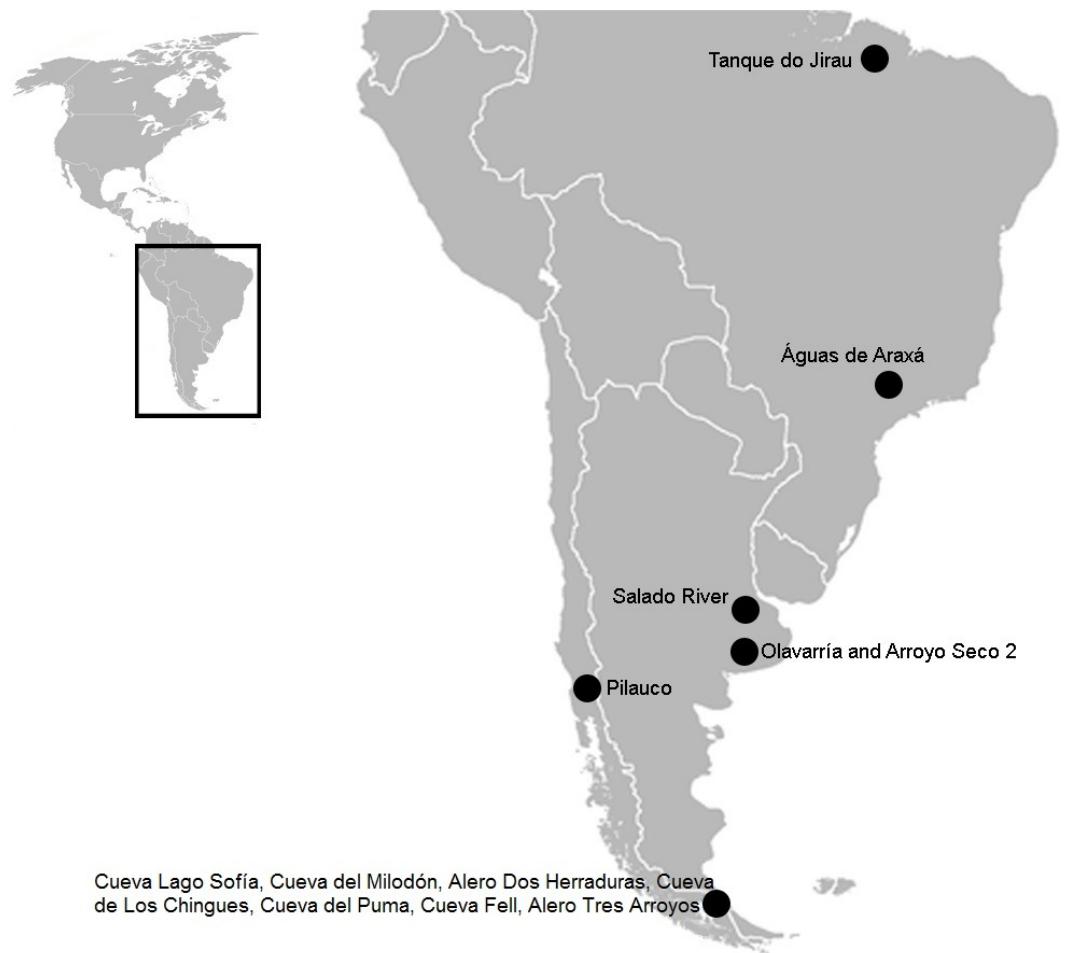 Tanque do Jirau
Águas de Araxá
Salado River
Olavarría and Arroyo Seco 2
Pilauco
Cueva Lago Sofía, Cueva del Milodón, Alero Dos Herraduras, Cueva
de Los Chingues, Cueva del Puma, Cueva Fell, Alero Tres Arroyos